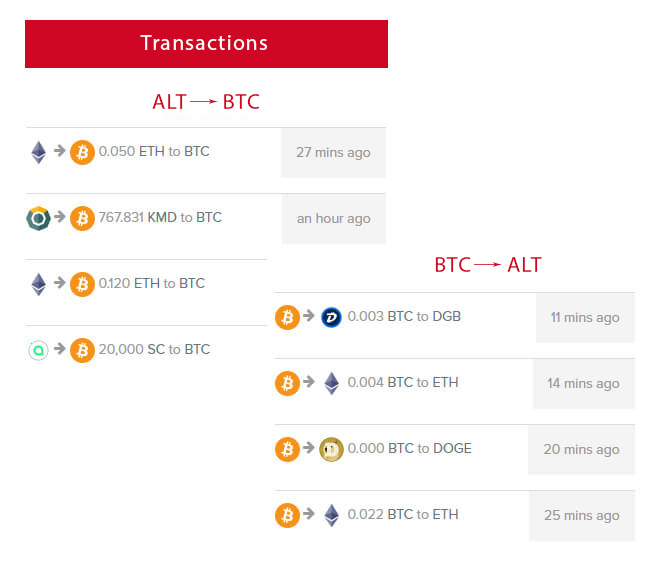 Transactions
ALT → BTC
0.050 ETH to BTC 27 mins ago
767.831 KMD to BTC an hour ago
0.120 ETH to BTC
20,000 SC to BTC
BTC → ALT
0.003 BTC to DGB 11 mins ago
0.004 BTC to ETH 14 mins ago
0.000 BTC to DOGE 20 mins ago
0.022 BTC to ETH 25 mins ago